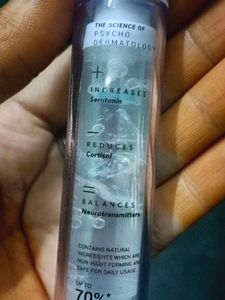 THE SCIENCE OF
PSYCHO
DERMATOLOGY
+
INCREASES
Serotonin
−
REDUCES
Cortisol
=
BALANCES
Neurotransmitters
CONTAINS NATURAL
INGREDIENTS WHICH ARE
NON-HABIT FORMING AND
SAFE FOR DAILY USAGE.
UP TO
70%*